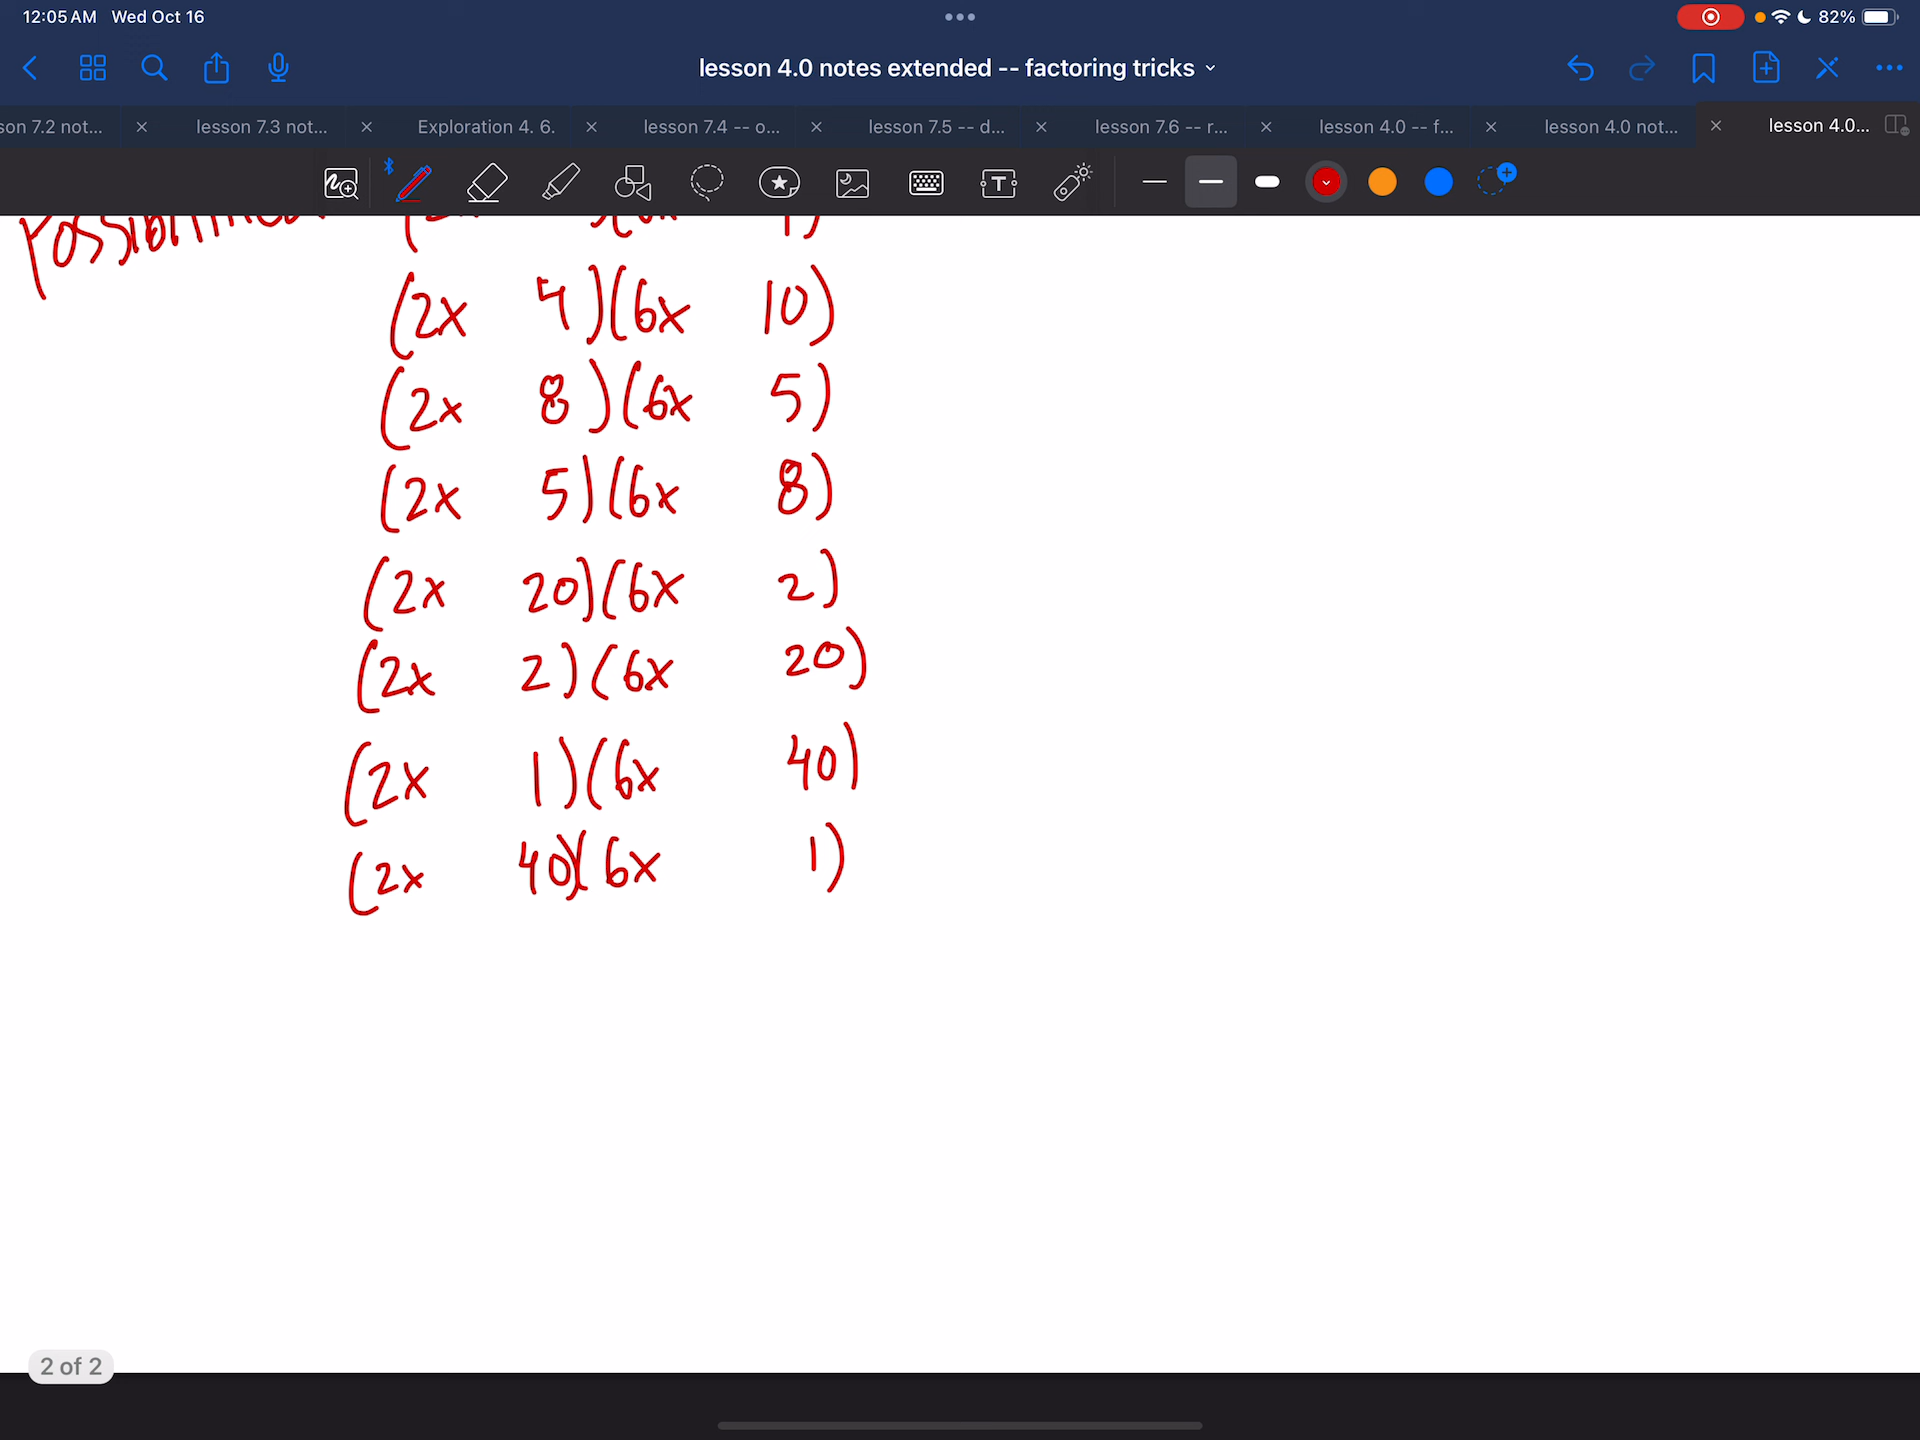 12:05 AM Wed Oct 16
82%
lesson 4.0 notes extended -- factoring tricks
son 7.2 not...
lesson 7.3 not...
Exploration 4. 6.
lesson 7.4 -- o...
lesson 7.5 -- d...
lesson 7.6 -- r...
lesson 4.0 -- f...
lesson 4.0 not...
lesson 4.0...
T
(2x 4)(6x 10)
(2x 8)(6x 5)
(2x 5)(6x 8)
(2x 20)(6x 2)
(2x 2)(6x 20)
(2x 1)(6x 40)
(2x 40)(6x 1)
2 of 2